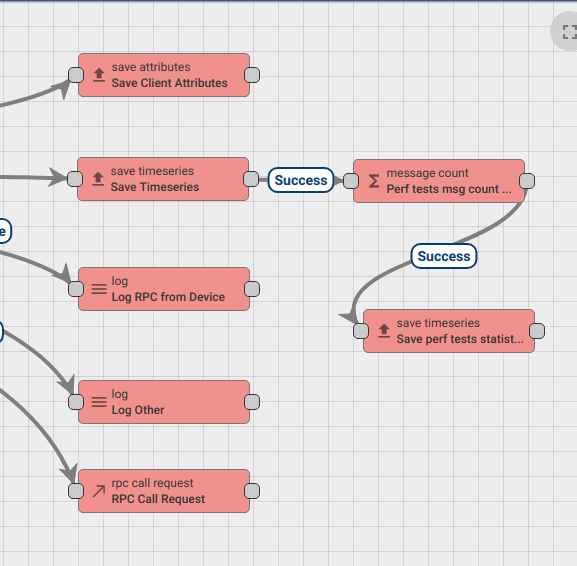 save attributes
Save Client Attributes
save timeseries
Save Timeseries
Success
message count
Perf tests msg count ...
e
log
Log RPC from Device
Success
save timeseries
Save perf tests statist...
log
Log Other
rpc call request
RPC Call Request